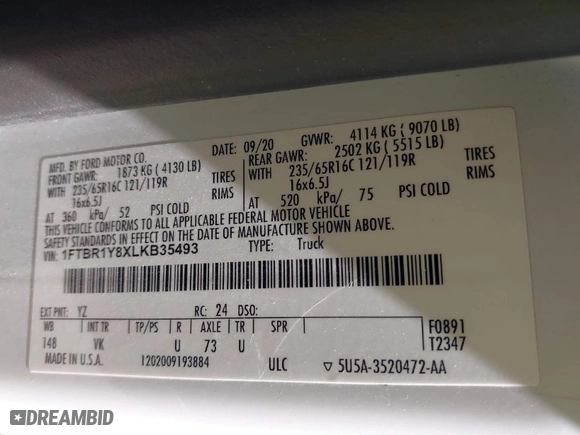 MFD. BY FORD MOTOR CO.
DATE: 09/20
GVWR: 4114 KG ( 9070 LB)
FRONT GAWR: 1873 KG ( 4130 LB)
REAR GAWR: 2502 KG ( 5515 LB)
WITH 235/65R16C 121/119R TIRES
WITH 235/65R16C 121/119R TIRES
16x6.5J RIMS
16x6.5J RIMS
AT 360 kPa/ 52 PSI COLD
AT 520 kPa/ 75 PSI COLD
THIS VEHICLE CONFORMS TO ALL APPLICABLE FEDERAL MOTOR VEHICLE
SAFETY STANDARDS IN EFFECT ON THE DATE OF MANUFACTURE SHOWN ABOVE.
VIN: 1FTBR1Y8XLKB35493
TYPE: Truck
EXT PNT: YZ RC: 24 DSO:
WB INT TR TP/PS R AXLE TR SPR
148 VK U 73 U
F0891
T2347
MADE IN U.S.A. 1202009193884 ULC ▽ 5U5A-3520472-AA
DREAMBID